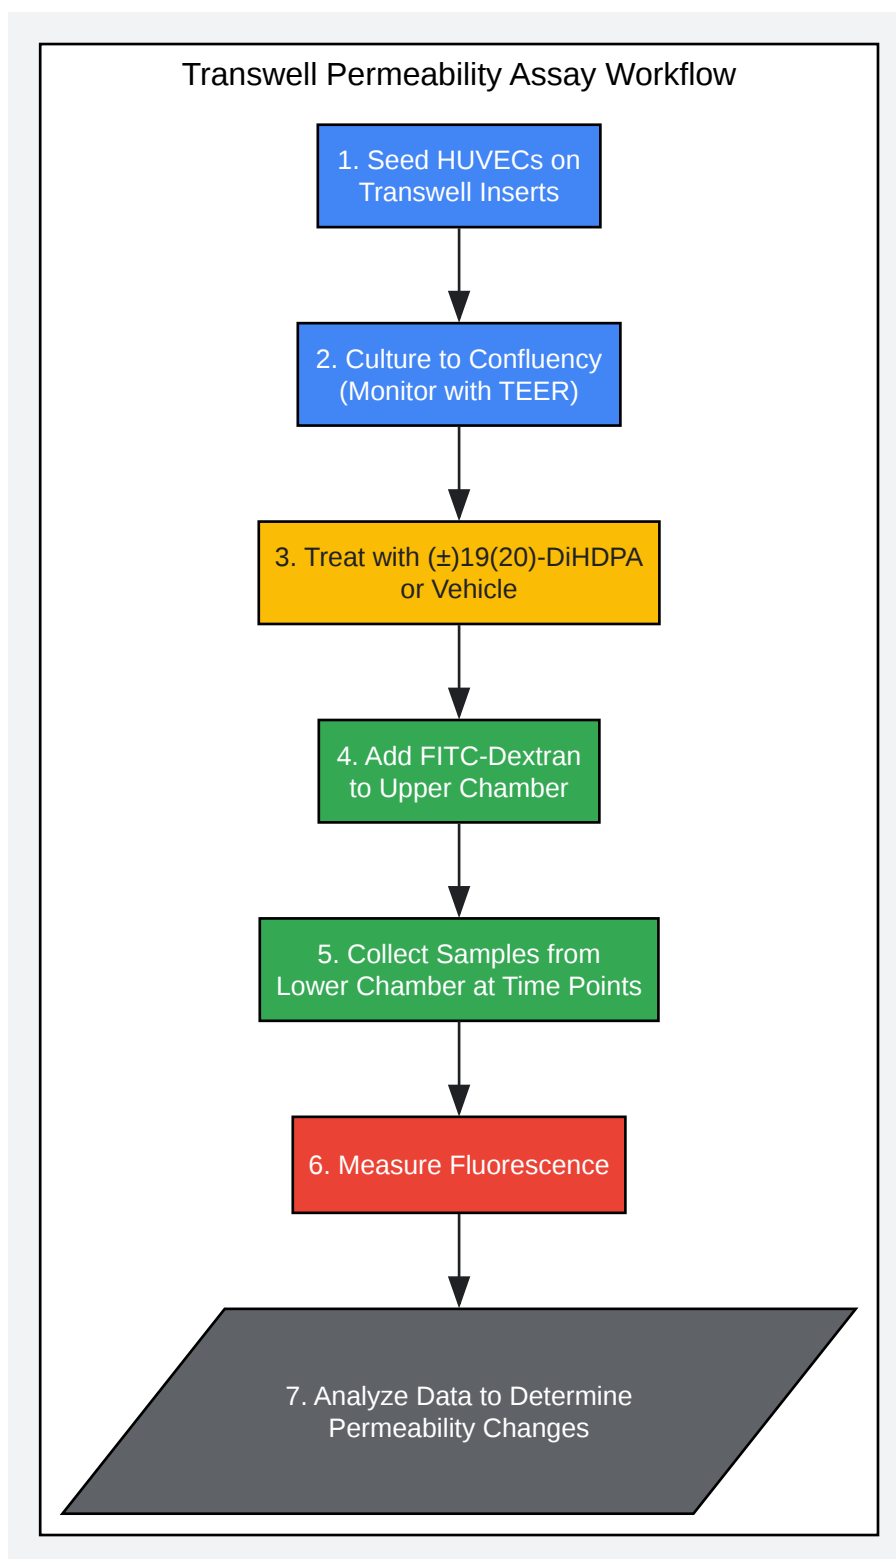 Transwell Permeability Assay Workflow
1. Seed HUVECs on
Transwell Inserts
2. Culture to Confluency
(Monitor with TEER)
3. Treat with (±)19(20)-DiHDPA
or Vehicle
4. Add FITC-Dextran
to Upper Chamber
5. Collect Samples from
Lower Chamber at Time Points
6. Measure Fluorescence
7. Analyze Data to Determine
Permeability Changes